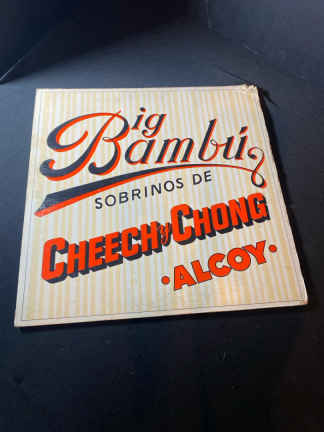 Big
Bambú
SOBRINOS DE
CHEECH y CHONG
·ALCOY·